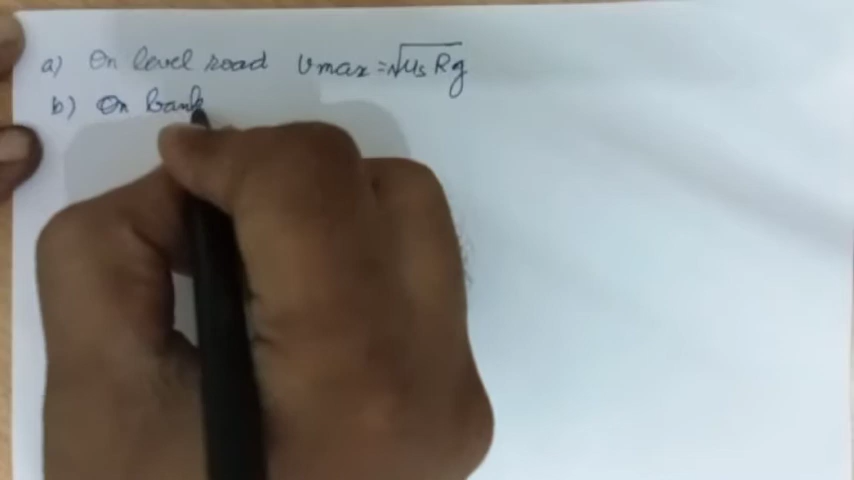 a) On level road Vmax = √μs Rg
b) On bank